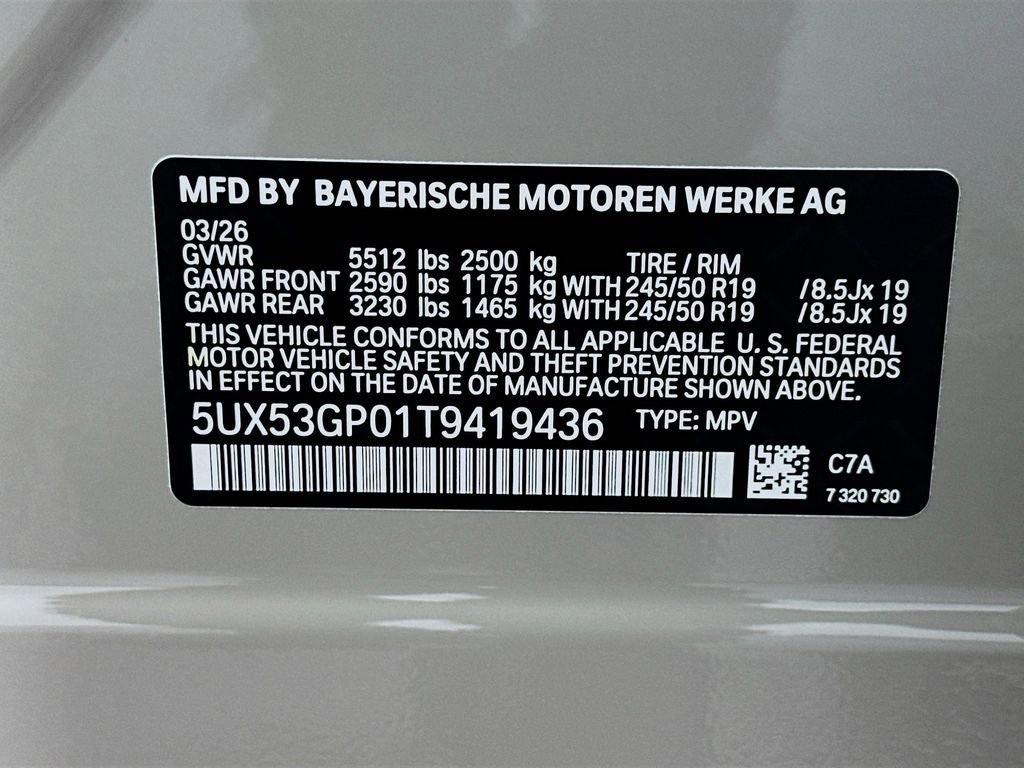 MFD BY BAYERISCHE MOTOREN WERKE AG
03/26
GVWR 5512 lbs 2500 kg TIRE / RIM
GAWR FRONT 2590 lbs 1175 kg WITH 245/50 R19 /8.5Jx 19
GAWR REAR 3230 lbs 1465 kg WITH 245/50 R19 /8.5Jx 19
THIS VEHICLE CONFORMS TO ALL APPLICABLE U. S. FEDERAL
MOTOR VEHICLE SAFETY AND THEFT PREVENTION STANDARDS
IN EFFECT ON THE DATE OF MANUFACTURE SHOWN ABOVE.
5UX53GP01T9419436 TYPE: MPV
C7A
7 320 730